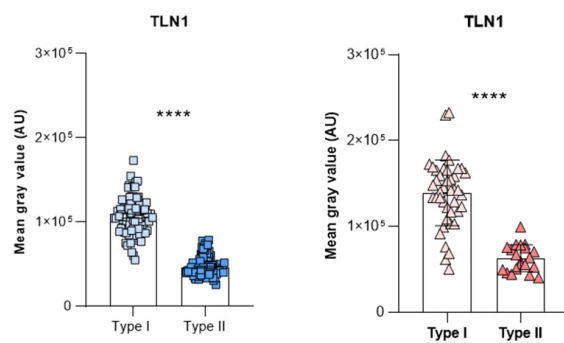 TLN1
Mean gray value (AU)
3×10⁵
2×10⁵
1×10⁵
0
****
Type I Type II
TLN1
Mean gray value (AU)
3×10⁵
2×10⁵
1×10⁵
0
****
Type I Type II